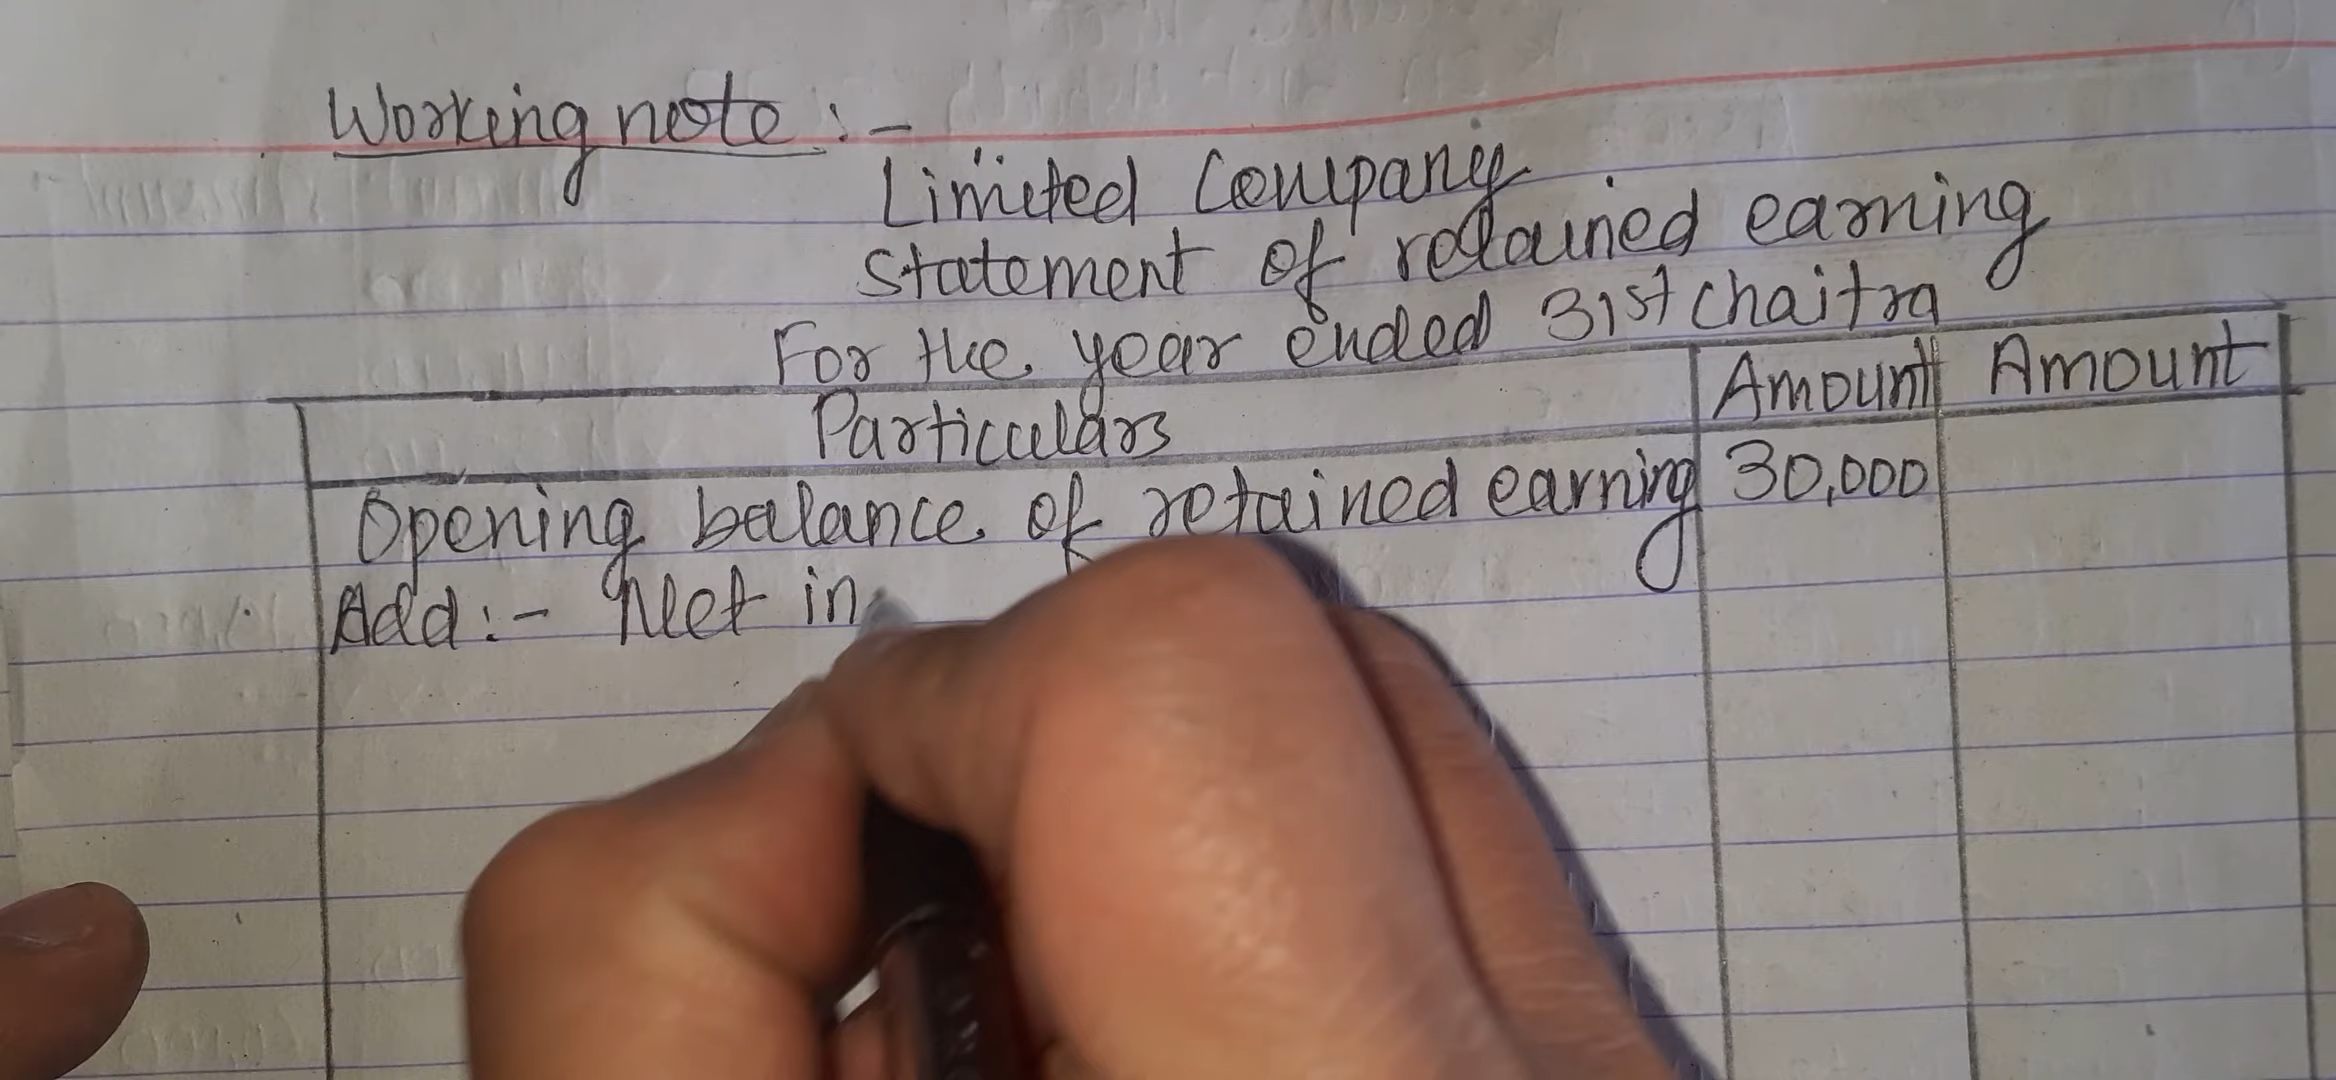 Working note :-
Limited Company
Statement of retained earning
For the year ended 31st chaitra
Particulars Amount Amount
Opening balance of retained earning 30,000
Add :- Net in